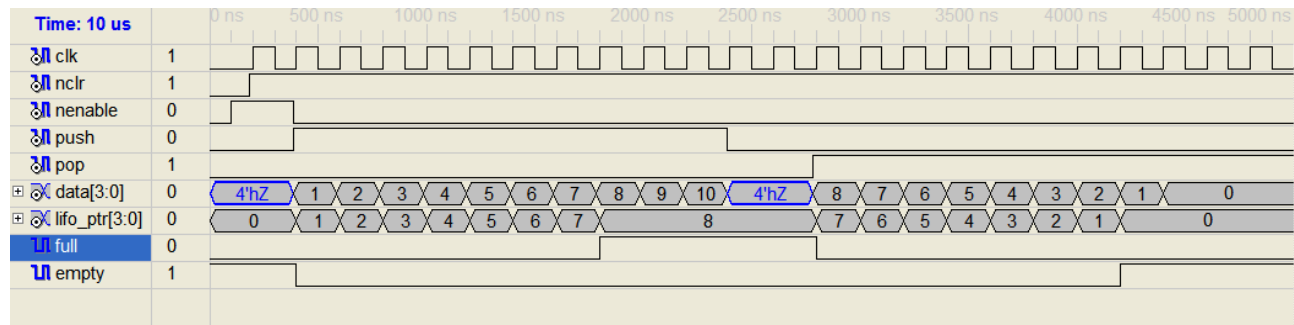 Time: 10 us 0 ns 500 ns 1000 ns 1500 ns 2000 ns 2500 ns 3000 ns 3500 ns 4000 ns 4500 ns 5000 ns
clk 1
nclr 1
nenable 0
push 0
pop 1
data[3:0] 0 4'hZ 1 2 3 4 5 6 7 8 9 10 4'hZ 8 7 6 5 4 3 2 1 0
lifo_ptr[3:0] 0 0 1 2 3 4 5 6 7 8 7 6 5 4 3 2 1 0
full 0
empty 1